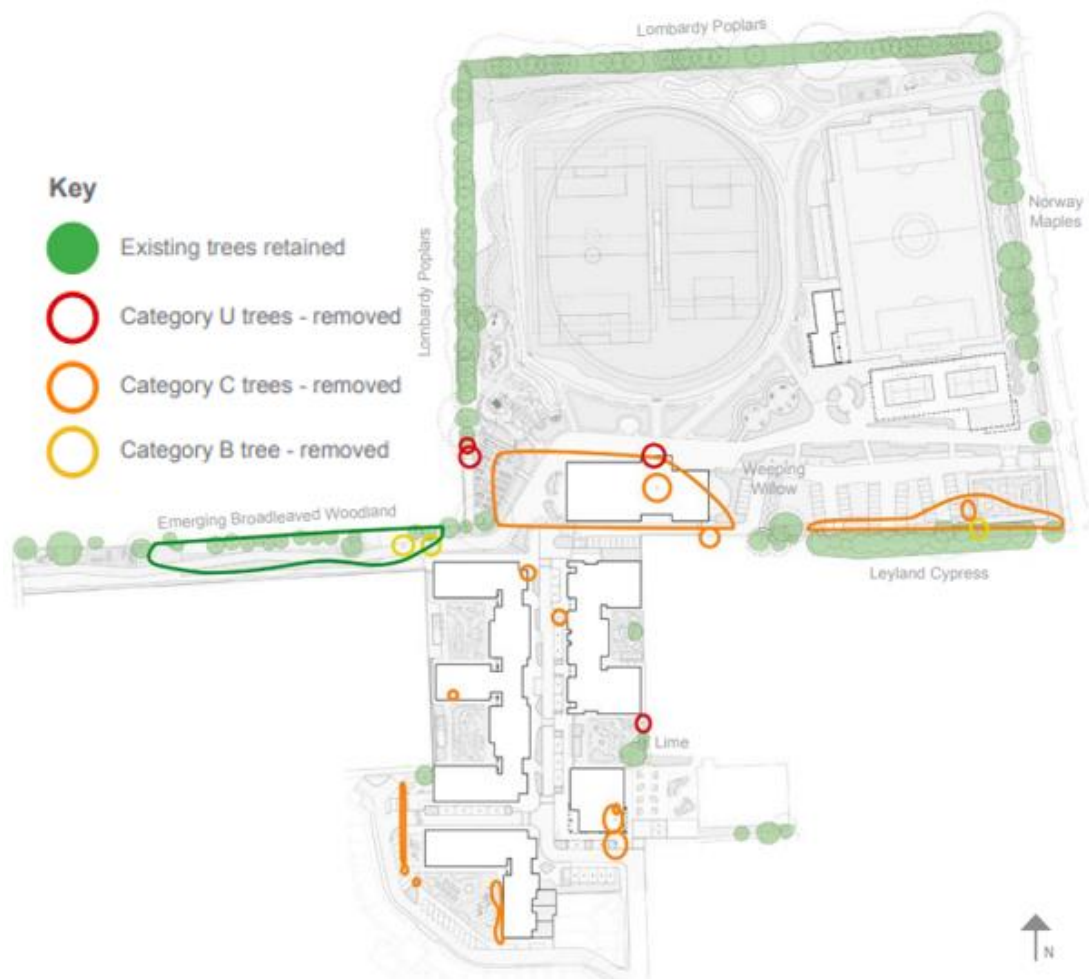 Lombardy Poplars
Key
Existing trees retained
Category U trees - removed
Category C trees - removed
Category B tree - removed
Lombardy Poplars
Norway
Maples
Weeping
Willow
Emerging Broadleaved Woodland
Leyland Cypress
Lime
N